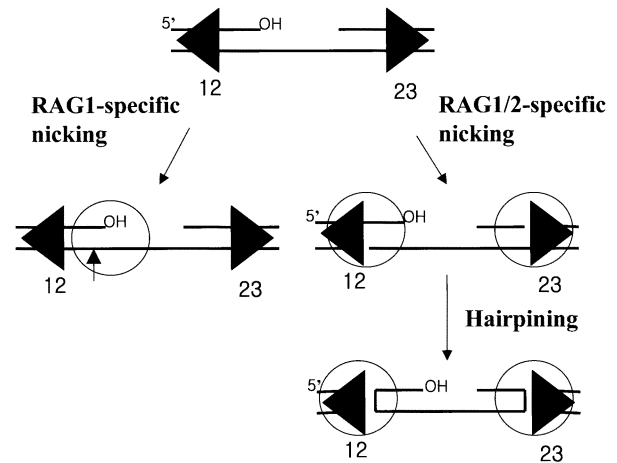 5' OH
12 23
RAG1-specific
nicking
RAG1/2-specific
nicking
OH
12 23
5' OH
12 23
Hairpining
5' OH
12 23